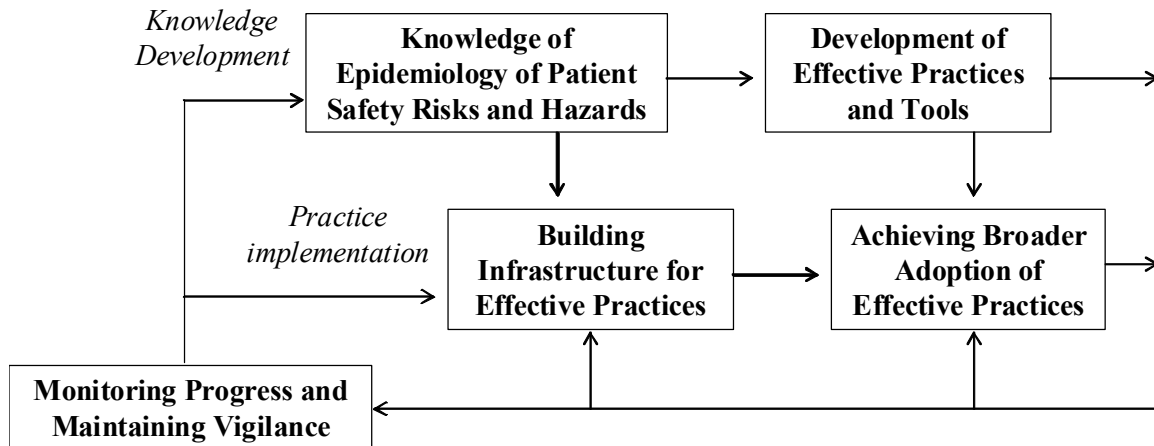 Knowledge
Development
Knowledge of
Epidemiology of Patient
Safety Risks and Hazards
Development of
Effective Practices
and Tools
Practice
implementation
Building
Infrastructure for
Effective Practices
Achieving Broader
Adoption of
Effective Practices
Monitoring Progress and
Maintaining Vigilance